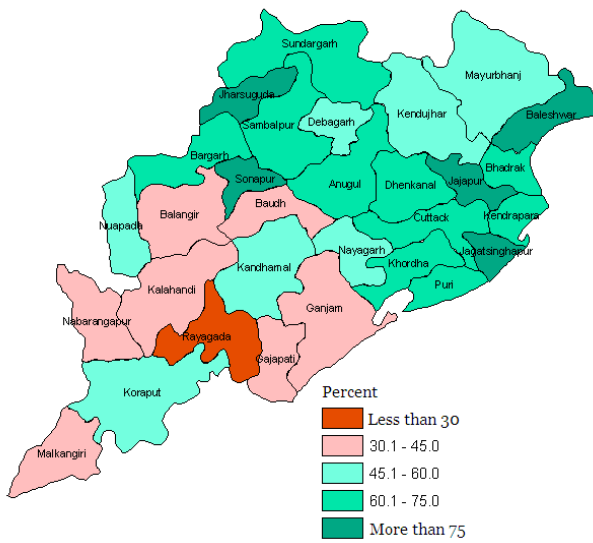 Sundargarh
Mayurbhanj
Jharsuguda
Kendujhar
Baleshwar
Debagarh
Sambalpur
Bargarh
Bhadrak
Sonapur
Anugul
Dhenkanal
Jajapur
Baudh
Balangir
Cuttack
Kendrapara
Nuapada
Nayagarh
Jagatsinghapur
Khordha
Kandhamal
Puri
Kalahandi
Ganjam
Nabarangapur
Rayagada
Gajapati
Koraput
Malkangiri
Percent
Less than 30
30.1 - 45.0
45.1 - 60.0
60.1 - 75.0
More than 75